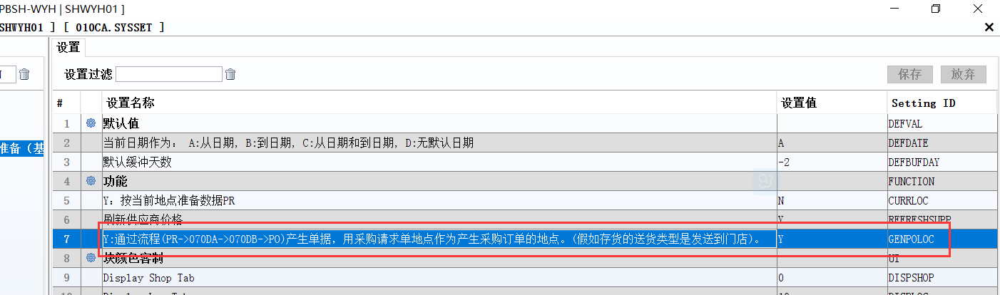 PBSH-WYH | SHWYH01 ]
SHWYH01 ] [ 010CA.SYSSET ]
设置
设置过滤 保存 放弃
# 设置名称 设置值 Setting ID
1 默认值 DEFVAL
2 当前日期作为: A:从日期, B:到日期, C:从日期和到日期, D:无默认日期 A DEFDATE
3 默认缓冲天数 -2 DEFBUFDAY
4 功能 FUNCTION
5 Y: 按当前地点准备数据PR N CURRLOC
6 刷新供应商价格 Y REFRESHSUPP
准备（基
7 Y:通过流程(PR->070DA->070DB->PO)产生单据, 用采购请求单地点作为产生采购订单的地点。(假如存货的送货类型是发送到门店)。 Y GENPOLOC
8 块颜色客制 UI
9 Display Shop Tab 0 DISPSHOP